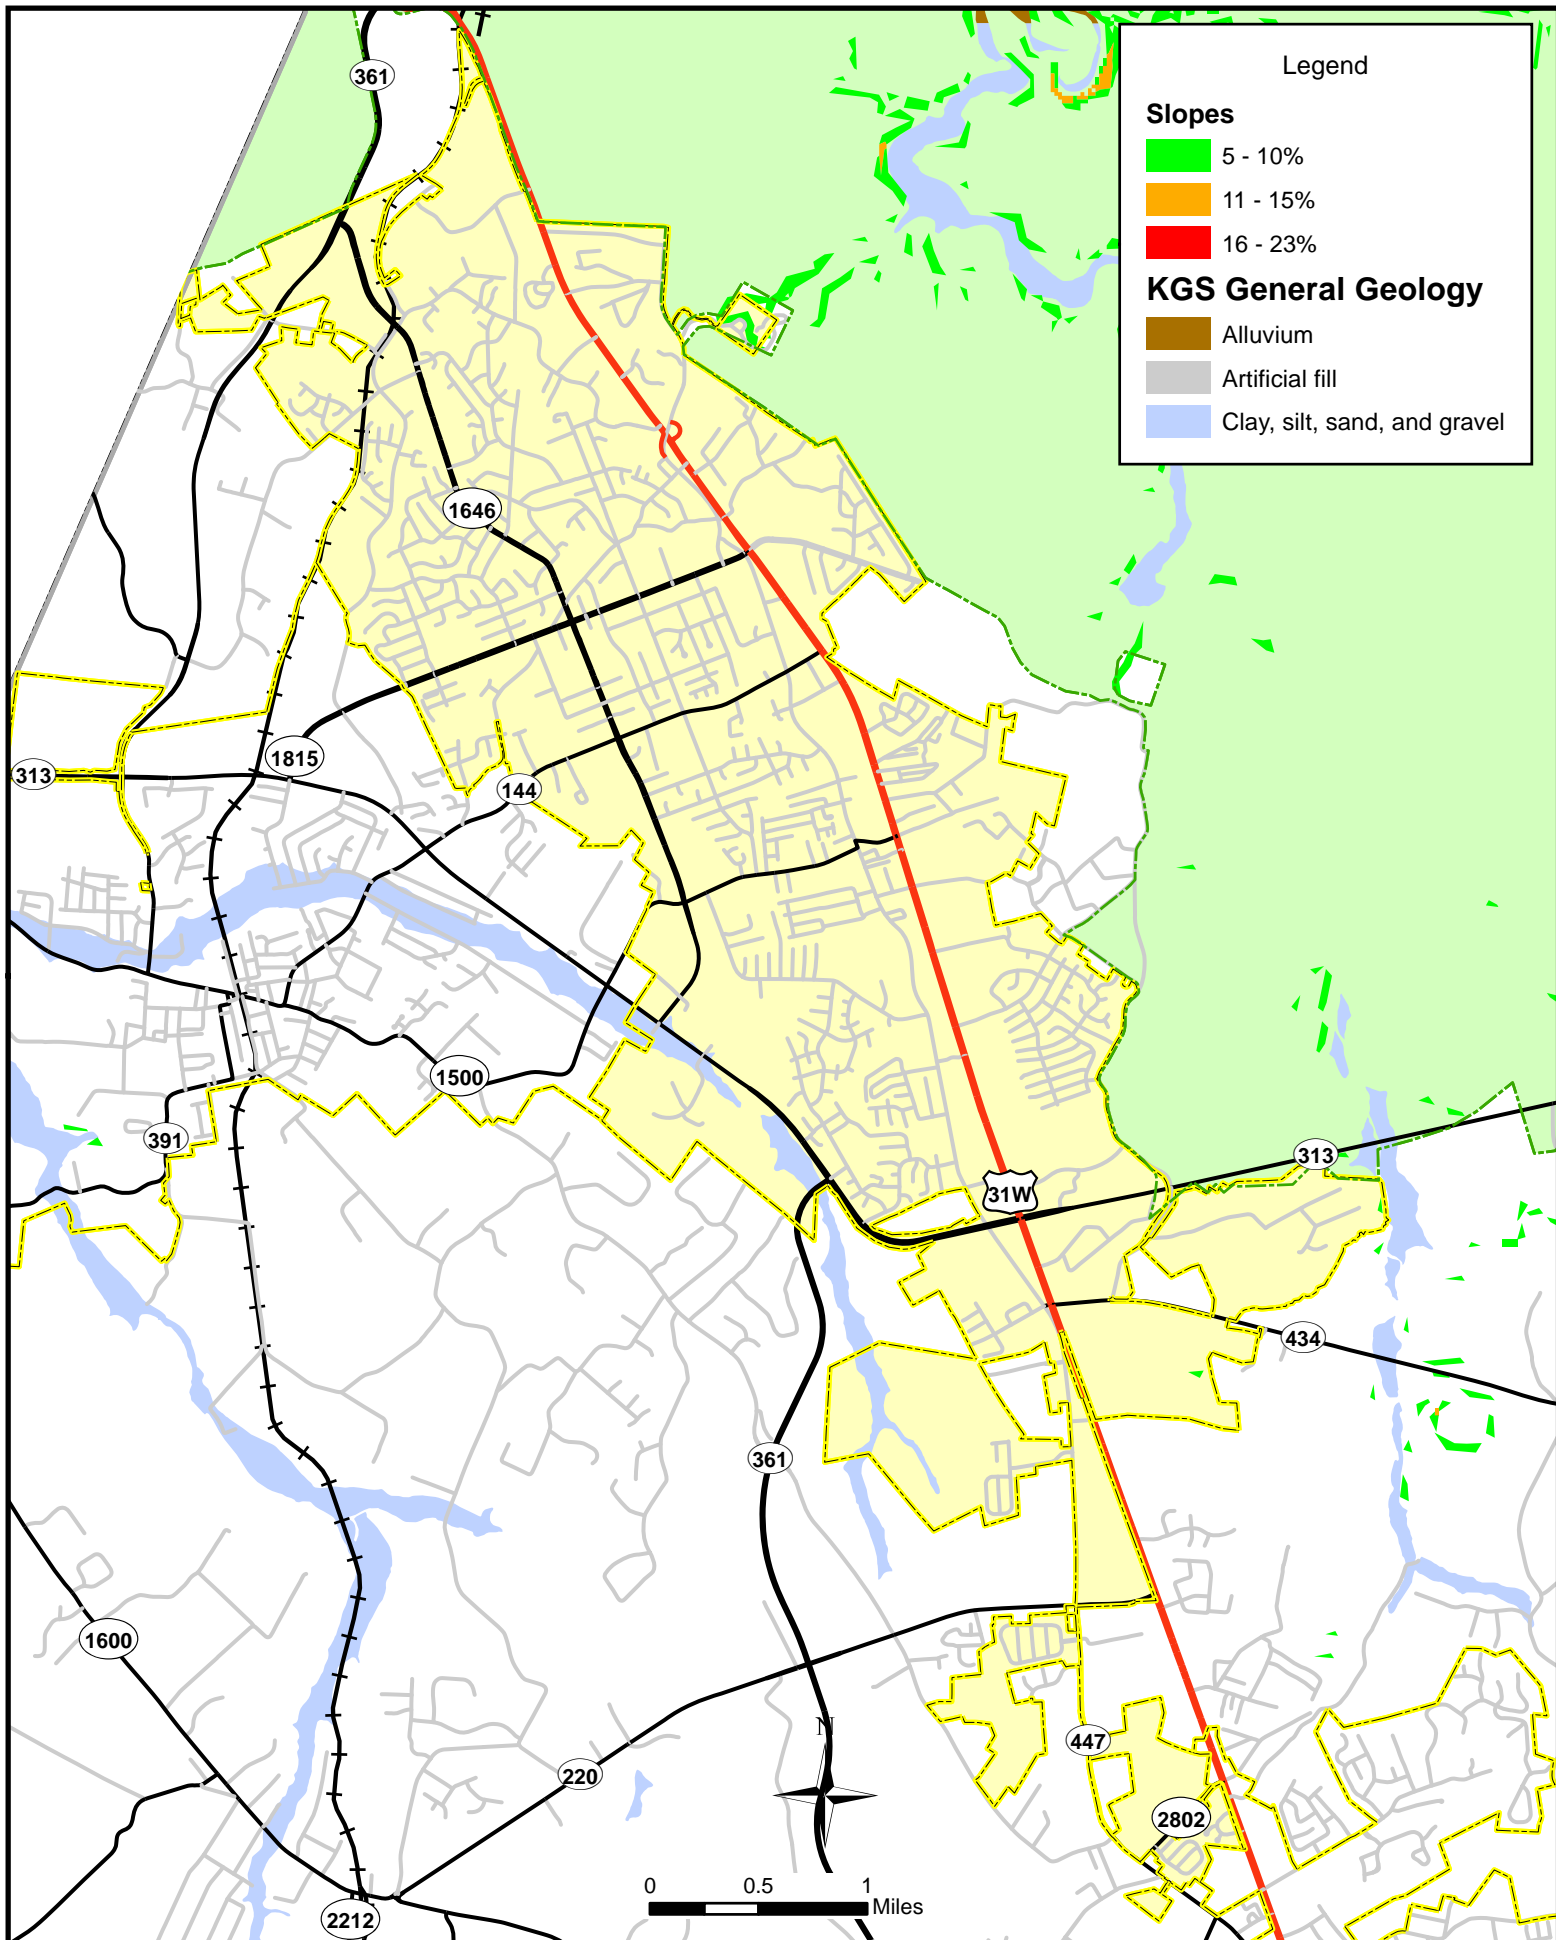 Legend
Slopes
5 - 10%
11 - 15%
16 - 23%
KGS General Geology
Alluvium
Artificial fill
Clay, silt, sand, and gravel
361
1646
1815
313
144
1500
391
313
31W
434
361
1600
447
220
2802
2212
N
0 0.5 1
Miles